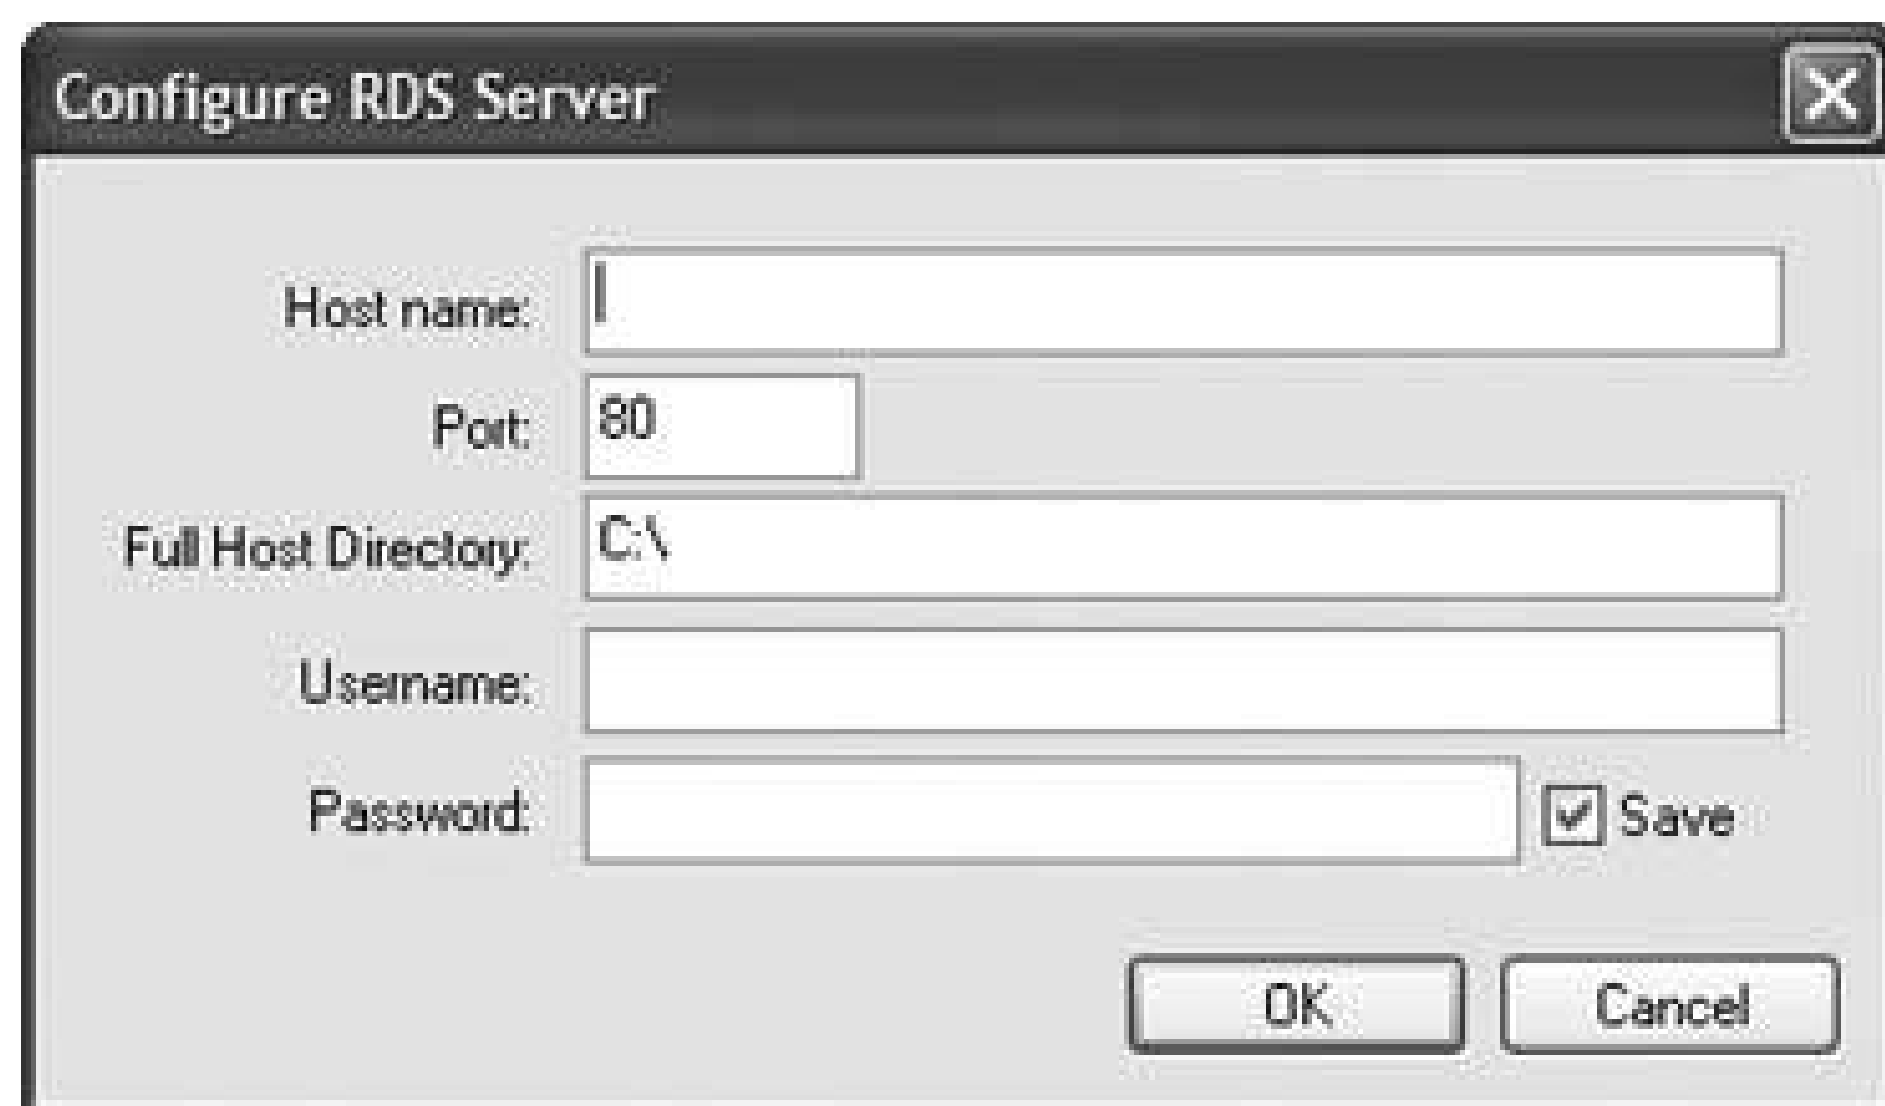 Configure RDS Server
Host name:
Port: 80
Full Host Directory: C:\
Username:
Password: Save
OK Cancel